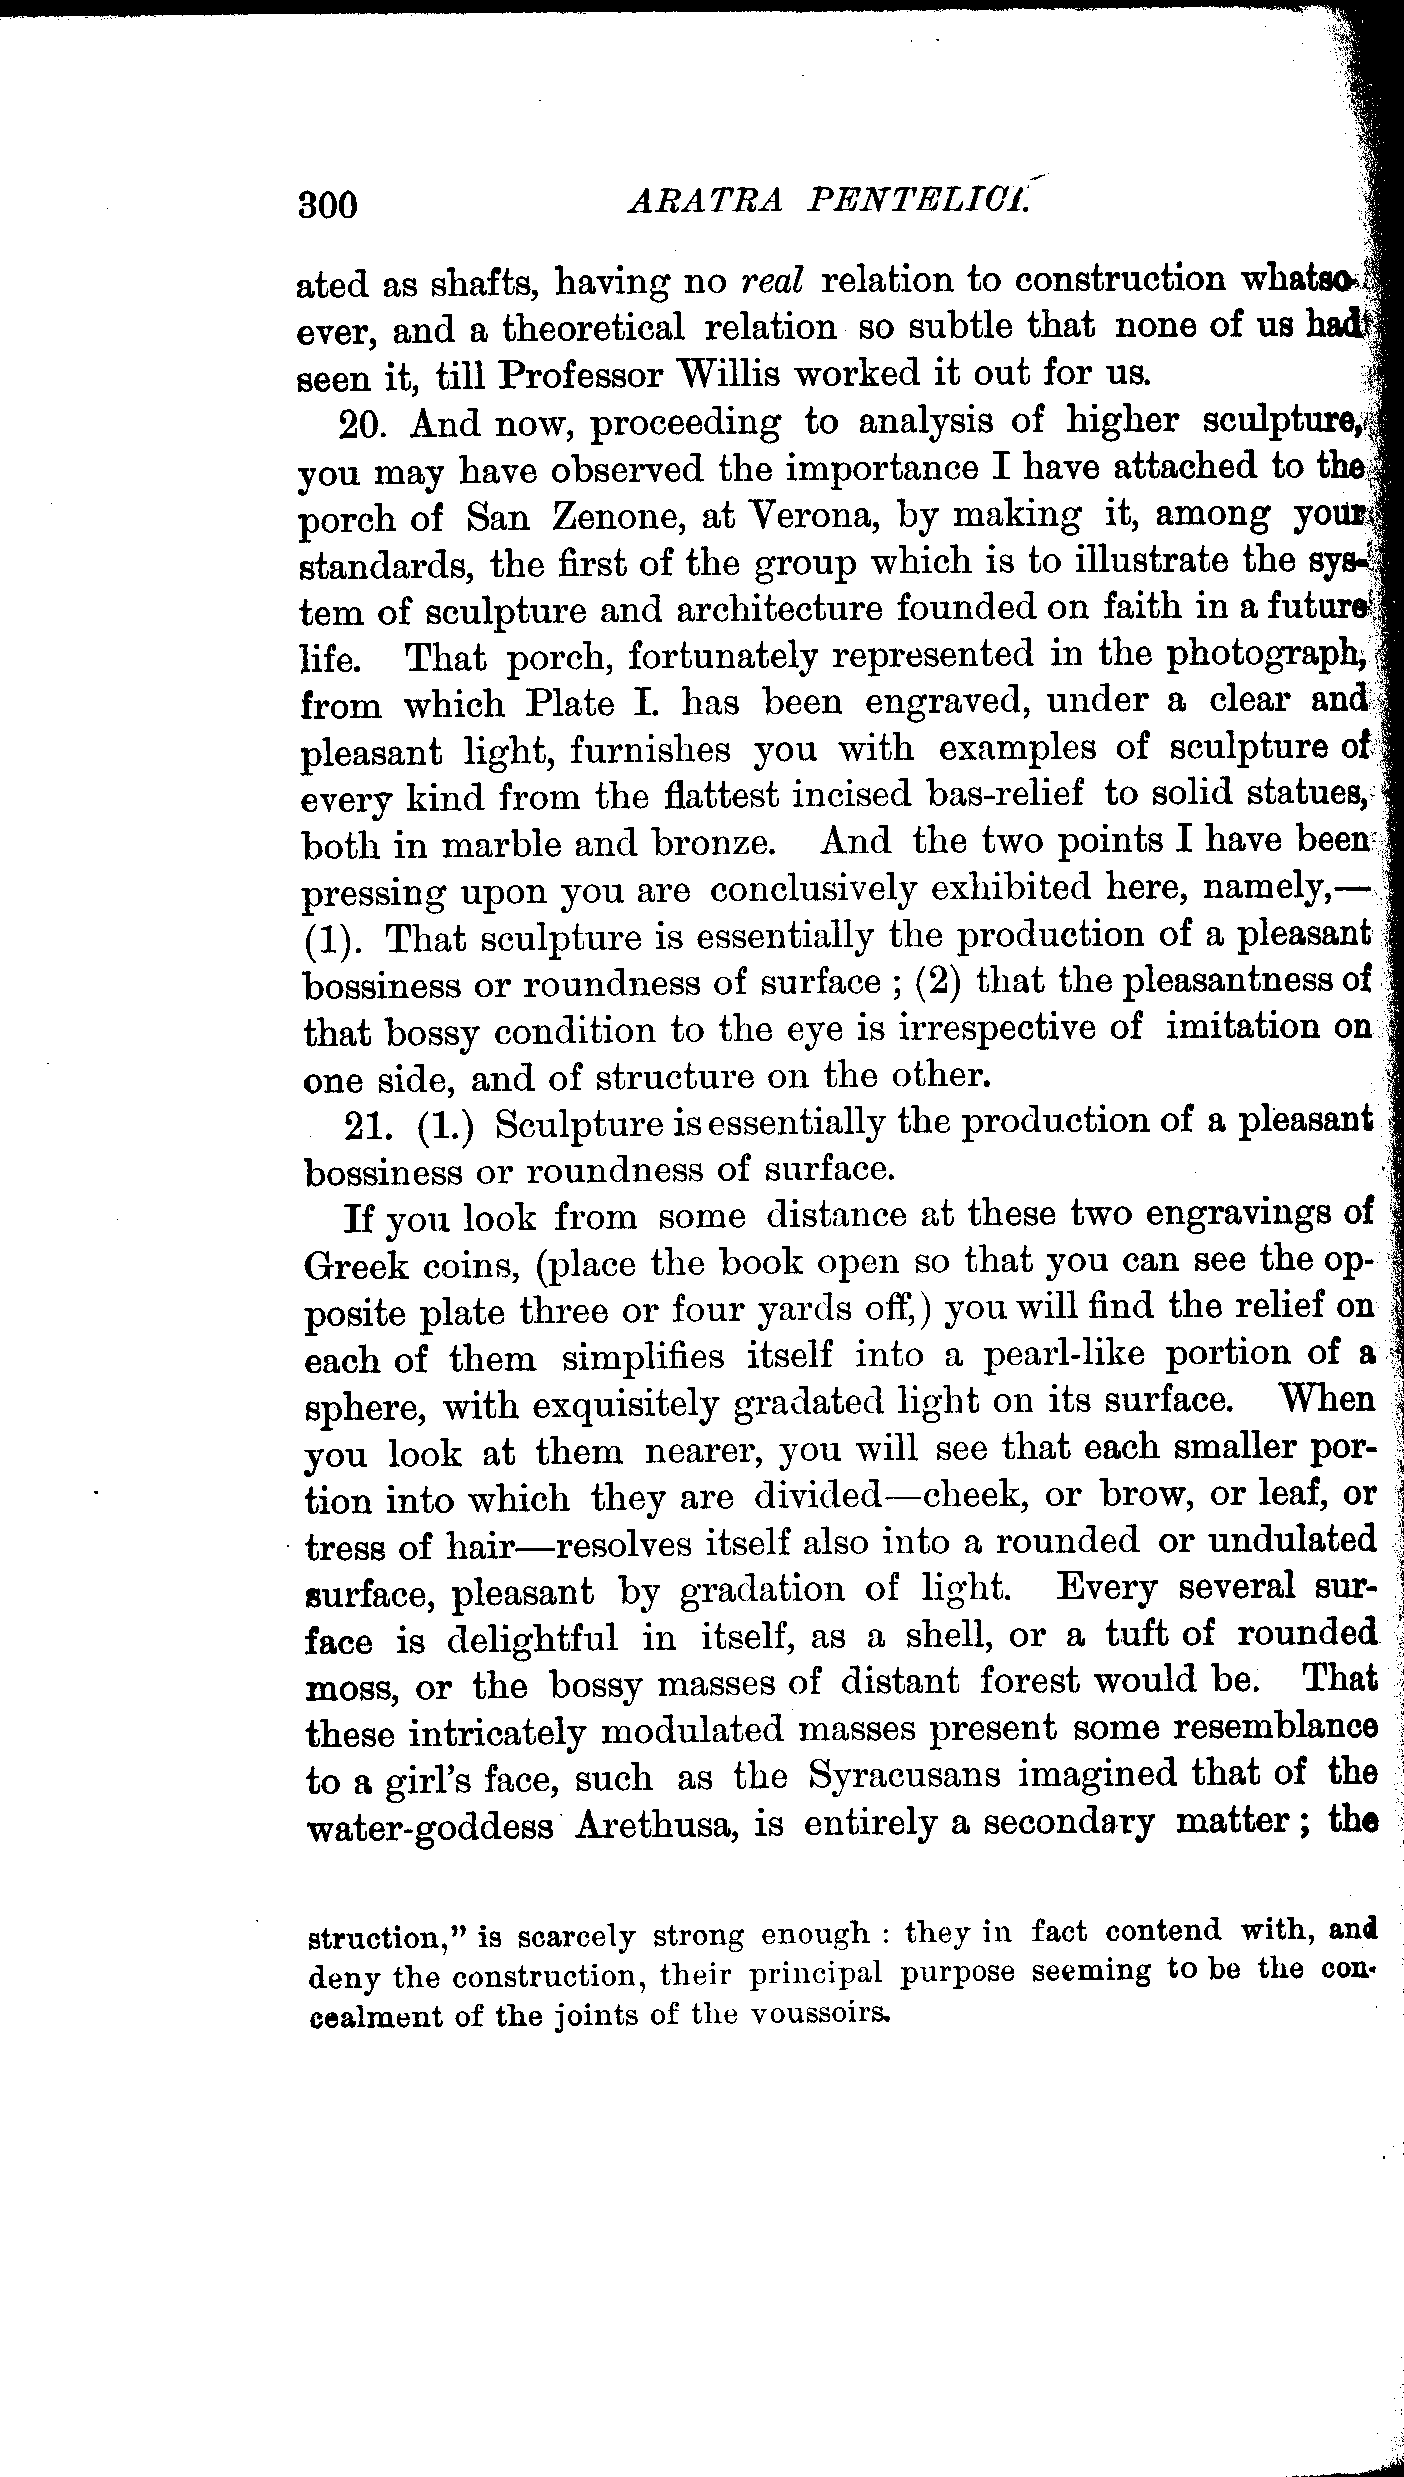 300 ARATRA PENTELICI.
ated as shafts, having no real relation to construction whatso-
ever, and a theoretical relation so subtle that none of us had
seen it, till Professor Willis worked it out for us.
20. And now, proceeding to analysis of higher sculpture,
you may have observed the importance I have attached to the
porch of San Zenone, at Verona, by making it, among your
standards, the first of the group which is to illustrate the sys-
tem of sculpture and architecture founded on faith in a future
life. That porch, fortunately represented in the photograph,
from which Plate I. has been engraved, under a clear and
pleasant light, furnishes you with examples of sculpture of
every kind from the flattest incised bas-relief to solid statues,
both in marble and bronze. And the two points I have been
pressing upon you are conclusively exhibited here, namely,—
(1). That sculpture is essentially the production of a pleasant
bossiness or roundness of surface ; (2) that the pleasantness of
that bossy condition to the eye is irrespective of imitation on
one side, and of structure on the other.
21. (1.) Sculpture is essentially the production of a pleasant
bossiness or roundness of surface.
If you look from some distance at these two engravings of
Greek coins, (place the book open so that you can see the op-
posite plate three or four yards off,) you will find the relief on
each of them simplifies itself into a pearl-like portion of a
sphere, with exquisitely gradated light on its surface. When
you look at them nearer, you will see that each smaller por-
tion into which they are divided—cheek, or brow, or leaf, or
tress of hair—resolves itself also into a rounded or undulated
surface, pleasant by gradation of light. Every several sur-
face is delightful in itself, as a shell, or a tuft of rounded
moss, or the bossy masses of distant forest would be. That
these intricately modulated masses present some resemblance
to a girl's face, such as the Syracusans imagined that of the
water-goddess Arethusa, is entirely a secondary matter ; the
struction," is scarcely strong enough : they in fact contend with, and
deny the construction, their principal purpose seeming to be the con-
cealment of the joints of the voussoirs.